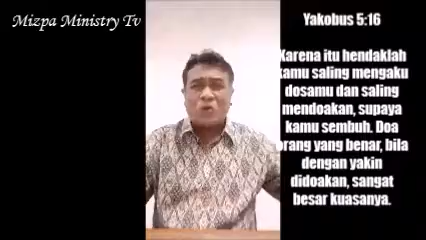 Mizpa Ministry Tv
Yakobus 5:16
Karena itu hendaklah
kamu saling mengaku
dosamu dan saling
mendoakan, supaya
kamu sembuh. Doa
orang yang benar, bila
dengan yakin
didoakan, sangat
besar kuasanya.